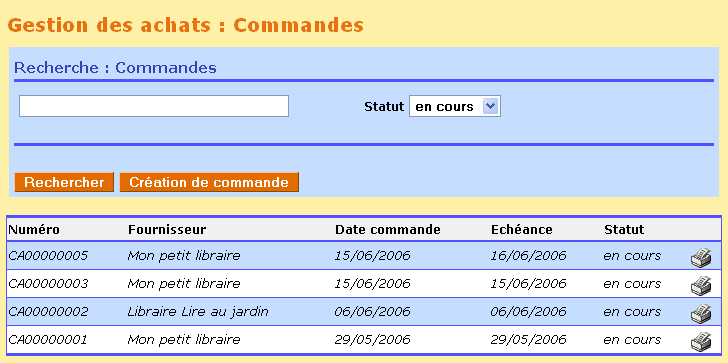 Gestion des achats : Commandes
Recherche : Commandes
Statut en cours
Rechercher Création de commande
Numéro Fournisseur Date commande Echéance Statut
CA00000005 Mon petit libraire 15/06/2006 16/06/2006 en cours
CA00000003 Mon petit libraire 15/06/2006 15/06/2006 en cours
CA00000002 Libraire Lire au jardin 06/06/2006 06/06/2006 en cours
CA00000001 Mon petit libraire 29/05/2006 29/05/2006 en cours